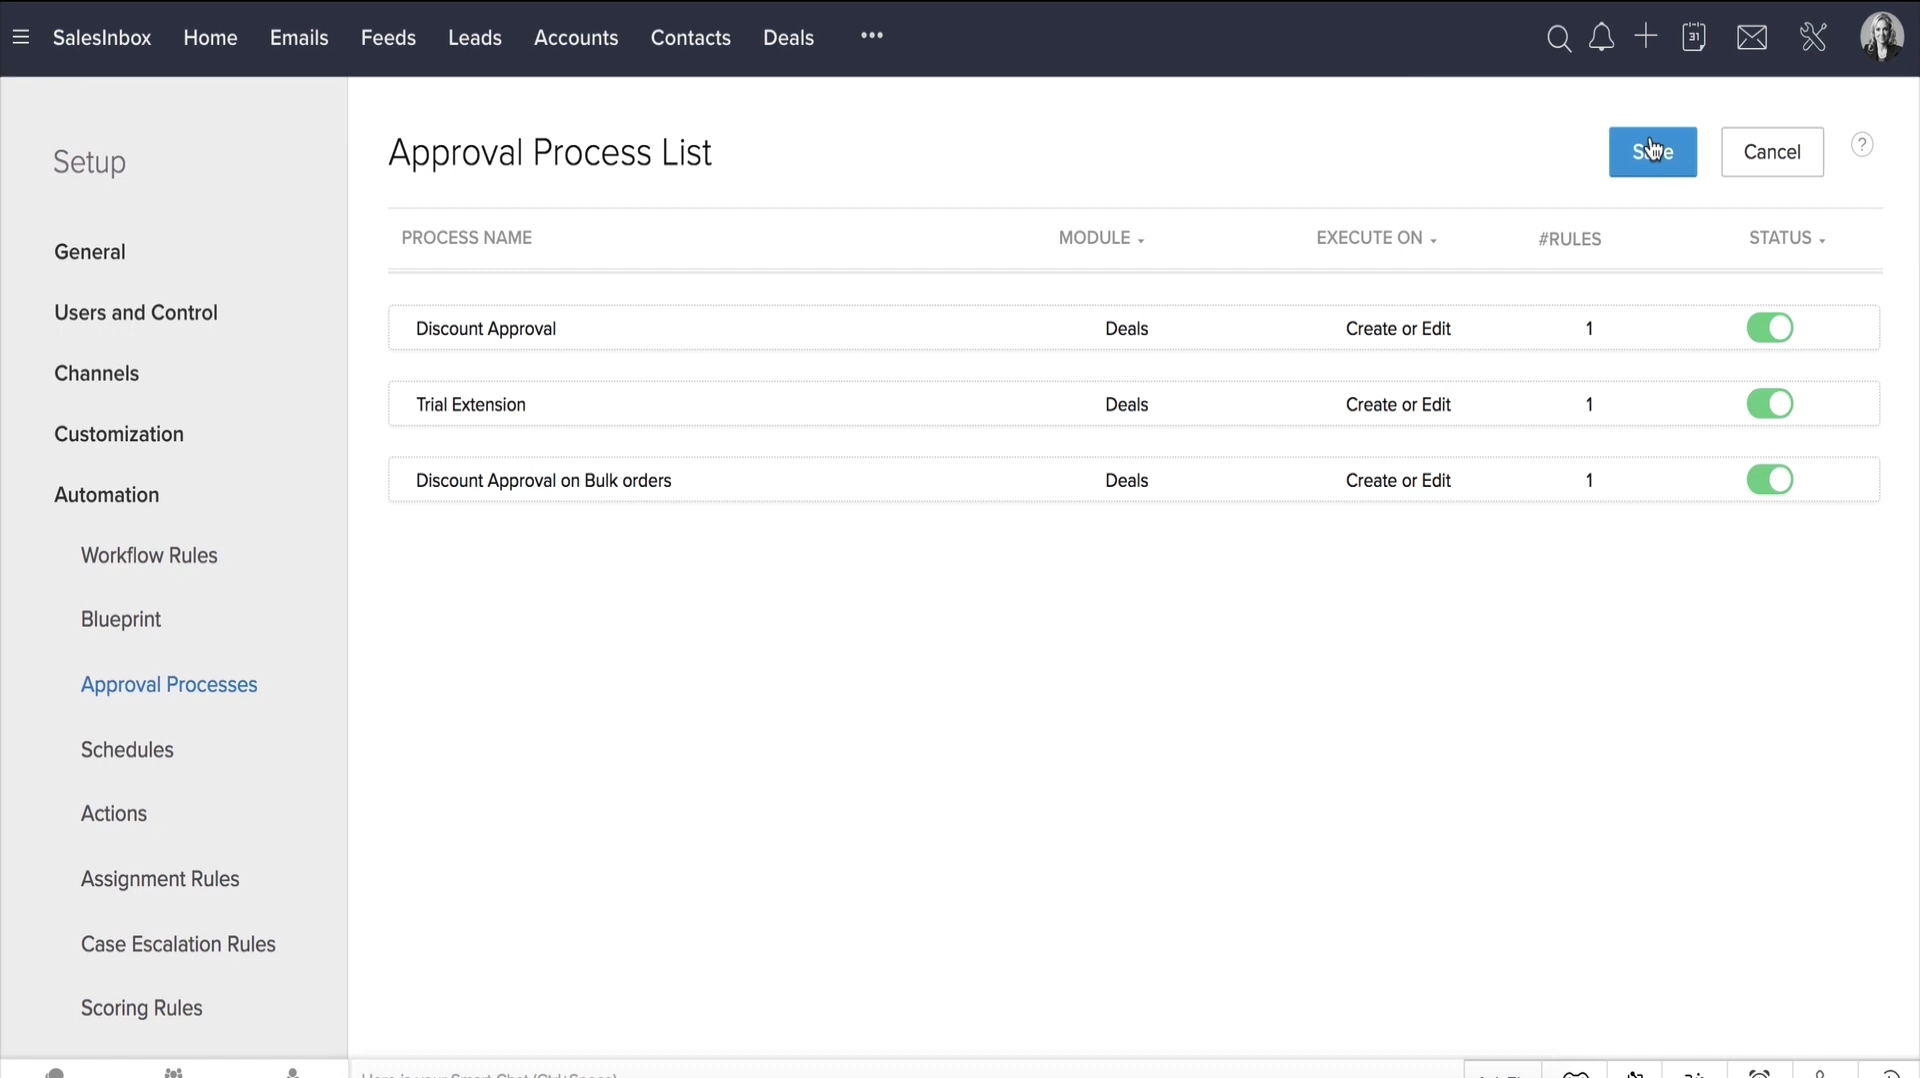 SalesInbox Home Emails Feeds Leads Accounts Contacts Deals •••
31
Setup
General
Users and Control
Channels
Customization
Automation
Workflow Rules
Blueprint
Approval Processes
Schedules
Actions
Assignment Rules
Case Escalation Rules
Scoring Rules
Approval Process List
Cancel
?
PROCESS NAME MODULE EXECUTE ON #RULES STATUS
Discount Approval Deals Create or Edit 1
Trial Extension Deals Create or Edit 1
Discount Approval on Bulk orders Deals Create or Edit 1